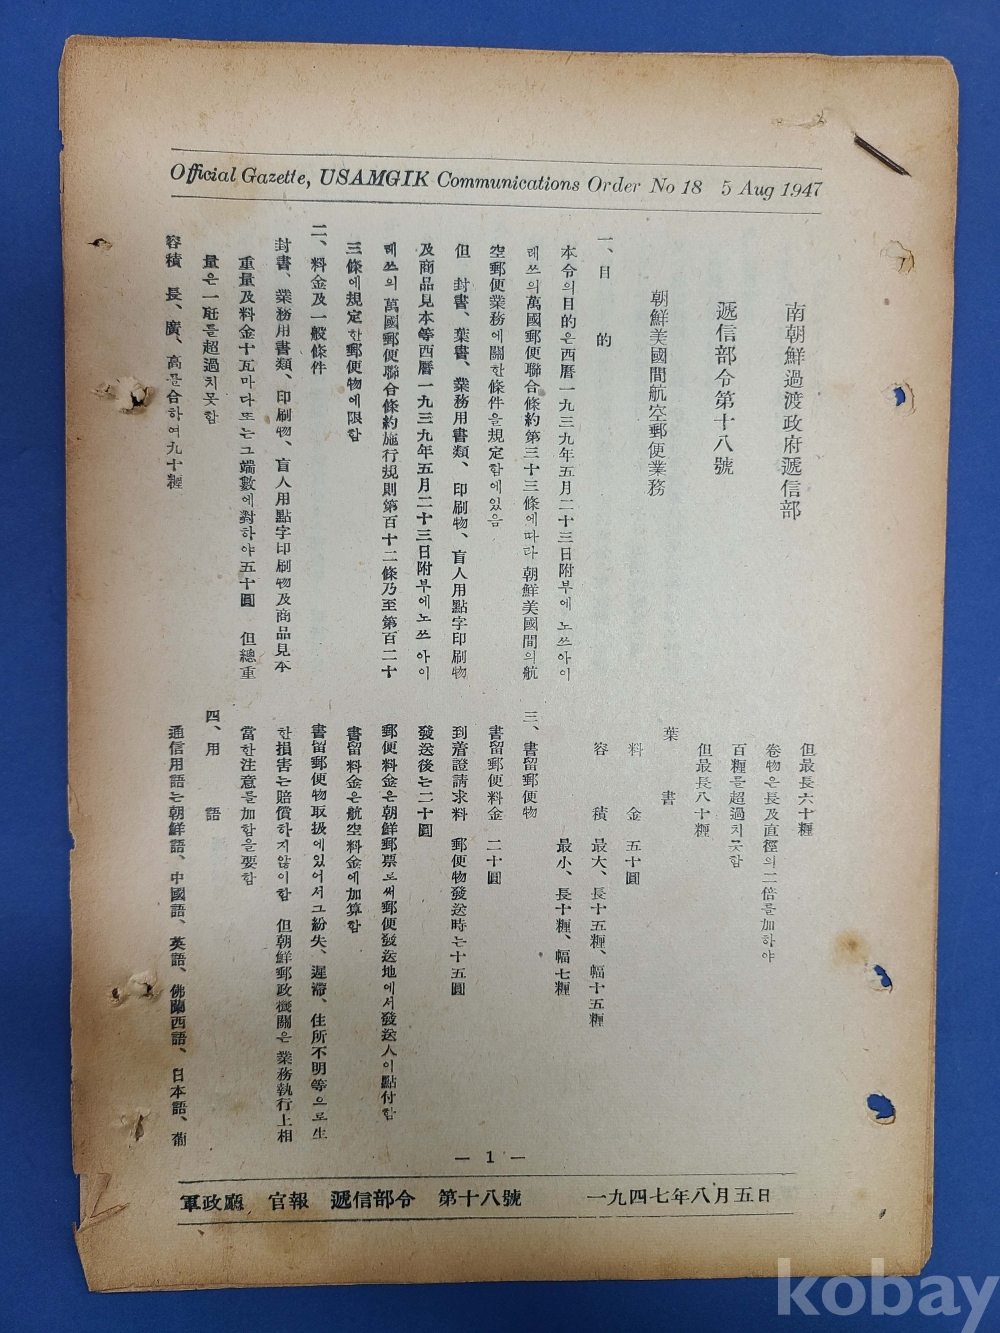 Official Gazette, USAMGIK Communications Order No 18 5 Aug 1947
南朝鮮過渡政府遞信部
遞信部令第十八號
朝鮮美國間航空郵便業務
一、目 的
本令의目的은西曆一九三九年五月二十三日附부에노쓰아이
레쓰의萬國郵便聯合條約第三十三條에따라朝鮮美國間의航
空郵便業務에關한條件을規定함에있음
但 封書、葉書、業務用書類、印刷物、盲人用點字印刷物
及商品見本等西曆一九三九年五月二十三日附부에노쓰아이
레쓰의萬國郵便聯合條約施行規則第百十二條乃至第百二十
三條에規定한郵便物에限함
二、料金及一般條件
封書、業務用書類、印刷物、盲人用點字印刷物及商品見本
重量及料金十瓦마다또는그端數에對하야五十圓 但總重
量은一瓩를超過치못함
容積 長、廣、高를合하여九十糎
但最長六十糎
卷物은長及直徑의二倍를加하야
百糎를超過치못함
但最長八十糎
葉 書
料 金 五十圓
容 積 最大、長十五糎、幅十五糎
最小、長十糎、幅七糎
三、書留郵便物
書留郵便料金 二十圓
到着證請求料 郵便物發送時는十五圓
發送後는二十圓
郵便料金은朝鮮郵票로써郵便發送地에서發送人이點付함
書留料金은航空料金에加算함
書留郵便物取扱에있어서그紛失、遲滯、住所不明等으로生
한損害는賠償하지않이함 但朝鮮郵政機關은業務執行上相
當한注意를加함을要함
四、用 語
通信用語는朝鮮語、中國語、英語、佛蘭西語、日本語、葡
— 1 —
軍政廳 官報 遞信部令 第十八號 一九四七年八月五日
kobay